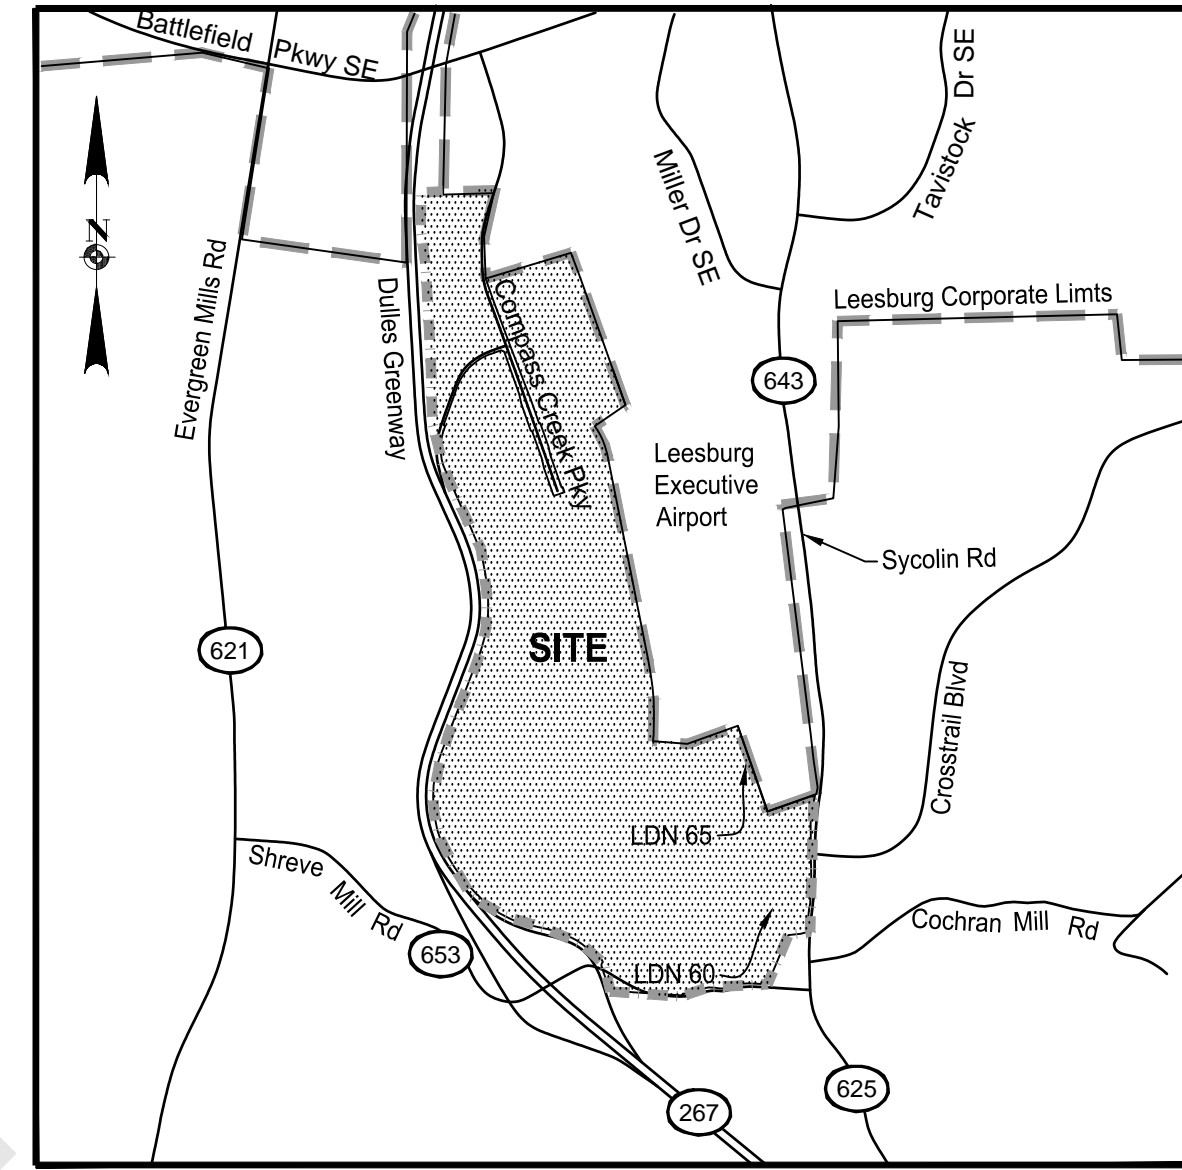 Battlefield Pkwy SE
Tavistock Dr SE
Miller Dr SE
N
Evergreen Mills Rd
Dulles Greenway
Compass Creek Pky
Leesburg Corporate Limts
643
Leesburg
Executive
Airport
Sycolin Rd
SITE
621
Crosstrail Blvd
LDN 65
Shreve Mill Rd
653
Cochran Mill Rd
LDN 60
625
267